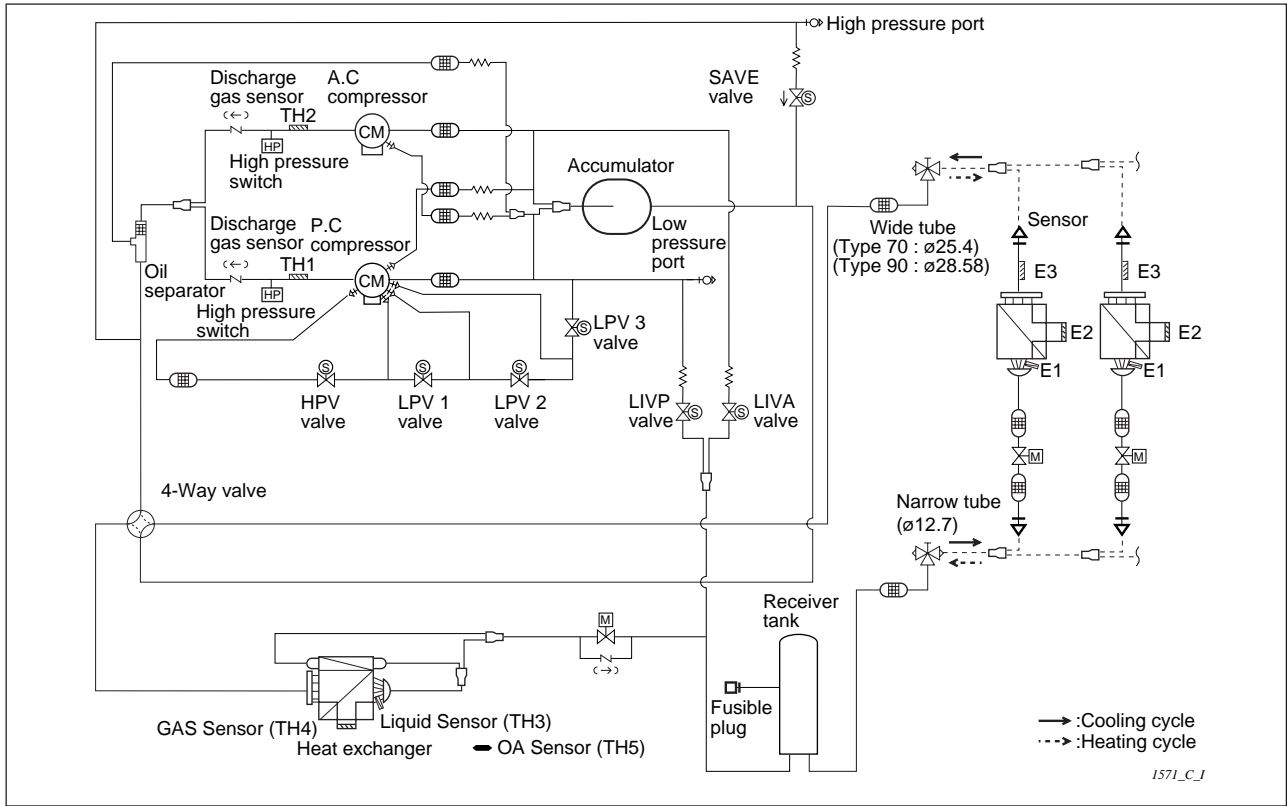 High pressure port
Discharge
gas sensor
TH2
A.C
compressor
CM
HP
High pressure
switch
SAVE
valve
S
Accumulator
Discharge
gas sensor
TH1
P.C
compressor
CM
HP
High pressure
switch
Oil
separator
Low
pressure
port
S
LPV 3
valve
S
HPV
valve
S
LPV 1
valve
S
LPV 2
valve
LIVP
valve
S
LIVA
valve
S
Wide tube
(Type 70 : ø25.4)
(Type 90 : ø28.58)
Sensor
E3
E3
E2
E2
E1
E1
M
M
4-Way valve
Narrow tube
(ø12.7)
M
Receiver
tank
Fusible
plug
GAS Sensor (TH4)
Liquid Sensor (TH3)
Heat exchanger
OA Sensor (TH5)
:Cooling cycle
:Heating cycle
1571_C_I